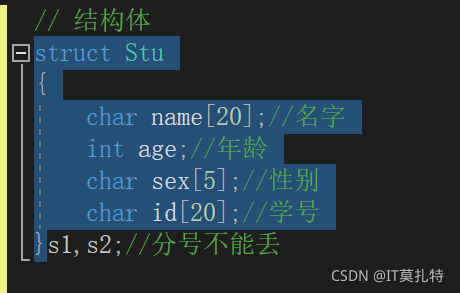 // 结构体
struct Stu
{
    char name[20];//名字
    int age;//年龄
    char sex[5];//性别
    char id[20];//学号
}s1,s2;//分号不能丢
CSDN @IT莫扎特